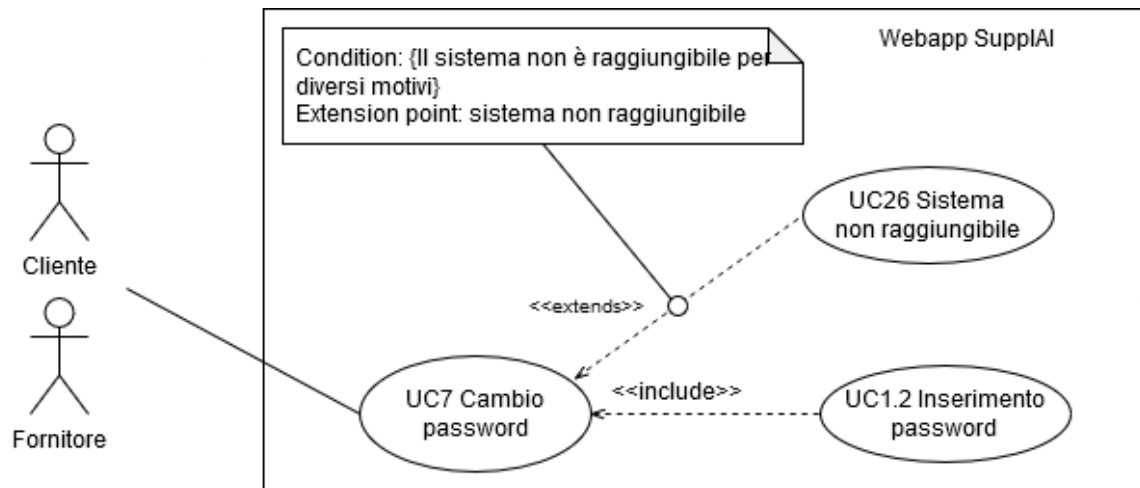 Webapp SupplAI
Condition: {Il sistema non è raggiungibile per
diversi motivi}
Extension point: sistema non raggiungibile
UC26 Sistema
non raggiungibile
Cliente
<<extends>>
<<include>>
UC7 Cambio
password
UC1.2 Inserimento
password
Fornitore